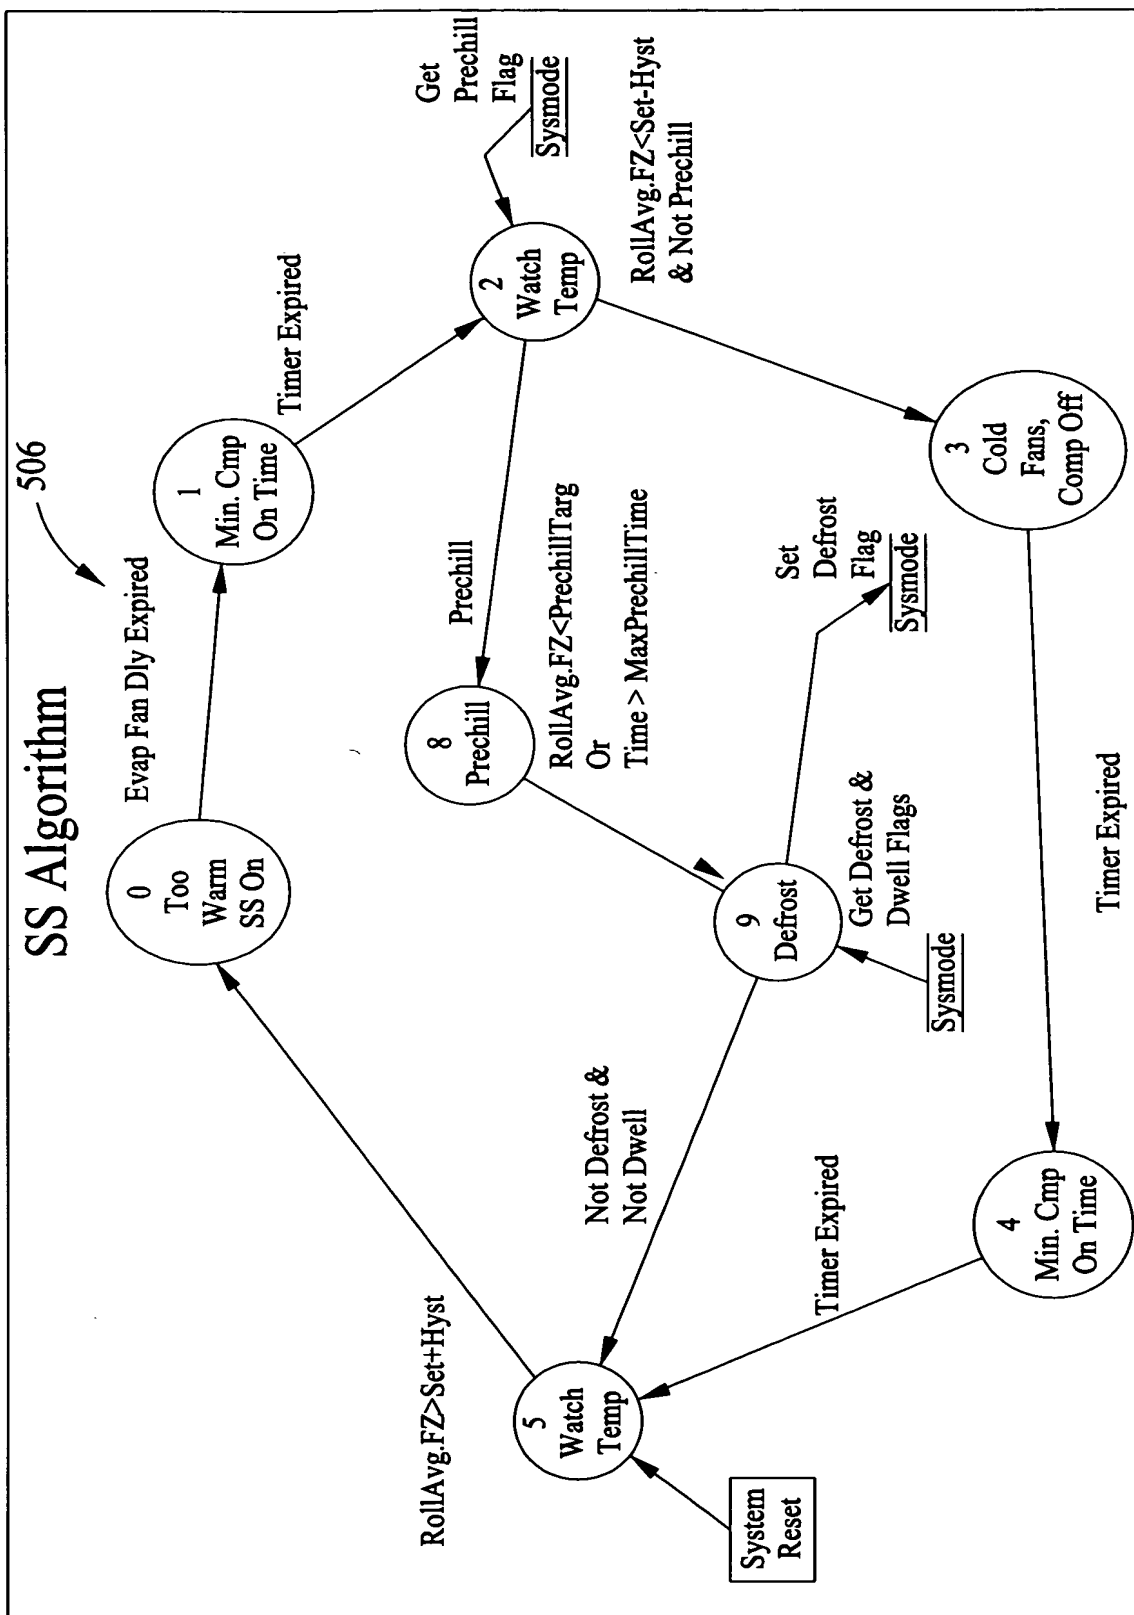 SS Algorithm
506
0
Too
Warm
SS On
Evap Fan Dly Expired
1
Min. Cmp
On Time
Timer Expired
Get
Prechill
Flag
Sysmode
2
Watch
Temp
RollAvg.FZ<Set-Hyst
& Not Prechill
Prechill
8
Prechill
RollAvg.FZ<PrechillTarg
Or
Time > MaxPrechillTime
Set
Defrost
Flag
Sysmode
9
Defrost
Get Defrost &
Dwell Flags
Sysmode
3
Cold
Fans,
Comp Off
Timer Expired
4
Min. Cmp
On Time
Timer Expired
Not Defrost &
Not Dwell
5
Watch
Temp
RollAvg.FZ>Set+Hyst
System
Reset